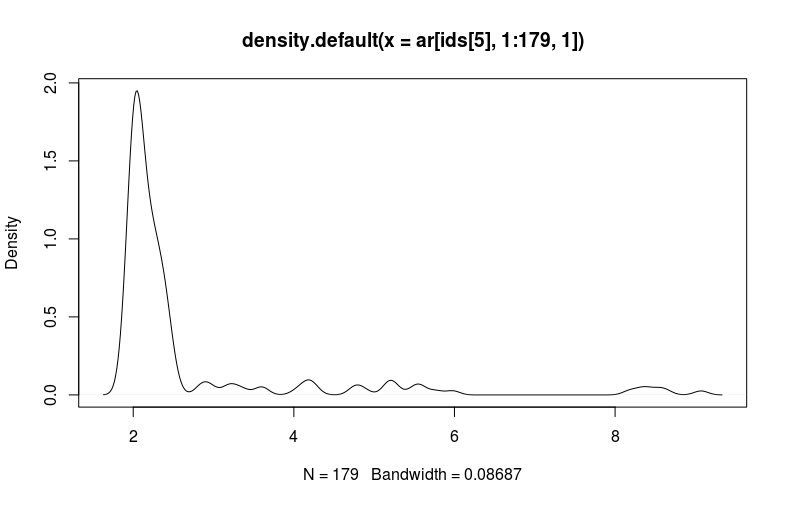 density.default(x = ar[ids[5], 1:179, 1])
Density
2.0
1.5
1.0
0.5
0.0
2 4 6 8
N = 179 Bandwidth = 0.08687